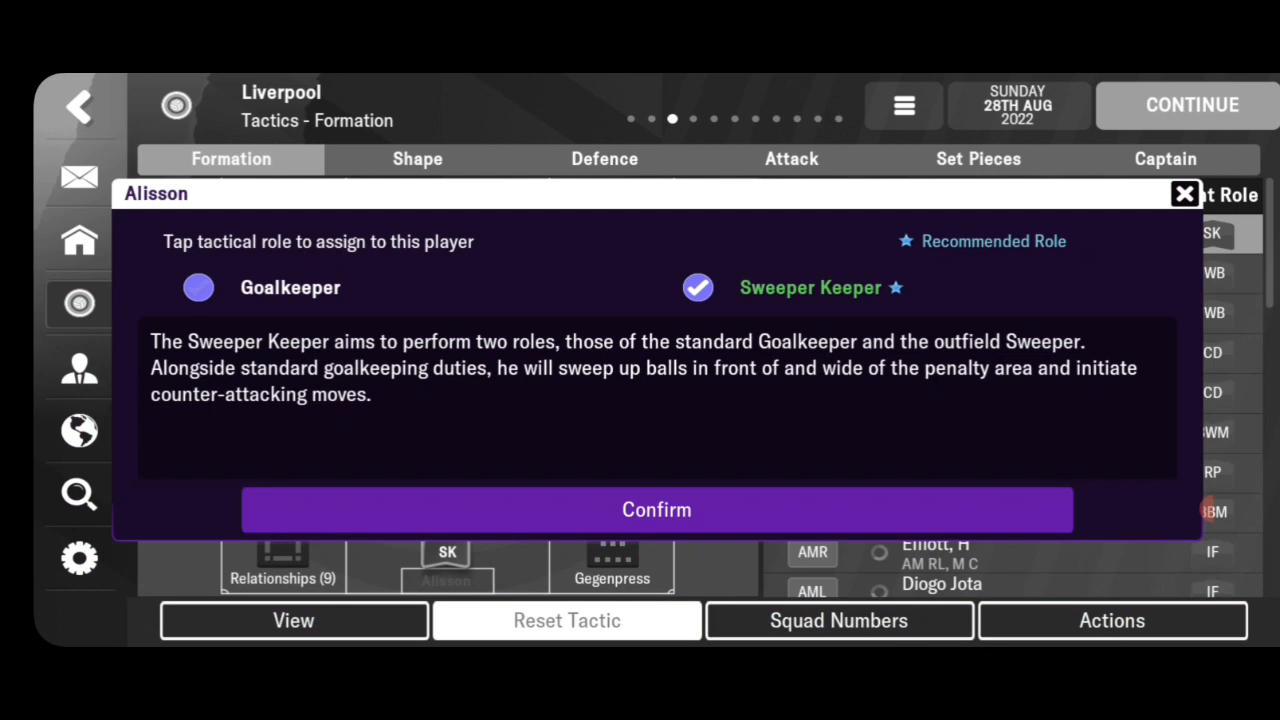 Liverpool
Tactics - Formation
SUNDAY
28TH AUG
2022
CONTINUE
Formation
Shape
Defence
Attack
Set Pieces
Captain
Alisson
t Role
Tap tactical role to assign to this player
Recommended Role
SK
Goalkeeper
Sweeper Keeper
WB
The Sweeper Keeper aims to perform two roles, those of the standard Goalkeeper and the outfield Sweeper.
Alongside standard goalkeeping duties, he will sweep up balls in front of and wide of the penalty area and initiate
counter-attacking moves.
WB
CD
CD
WM
RP
BBM
Confirm
Relationships (9)
SK
Alisson
Gegenpress
AMR
Elliott, H
AM RL, M C
IF
AML
Diogo Jota
IF
View
Reset Tactic
Squad Numbers
Actions